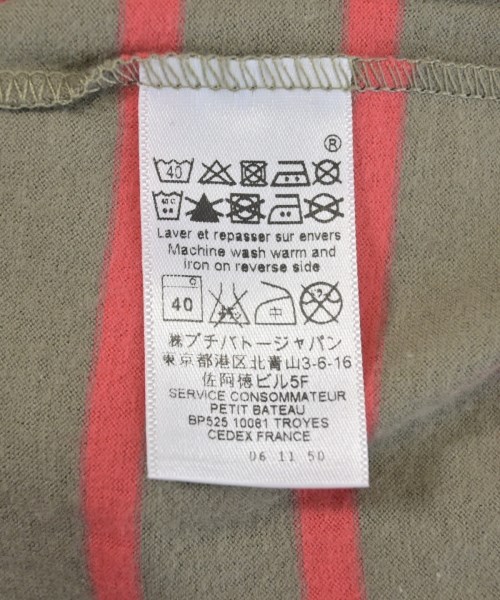 ®
40
Laver et repasser sur envers
Machine wash warm and
iron on reverse side
40 中
㈱プチバトージャパン
東京都港区北青山3-6-16
佐阿徳ビル5F
SERVICE CONSOMMATEUR
PETIT BATEAU
BP525 10081 TROYES
CEDEX FRANCE
06 11 50